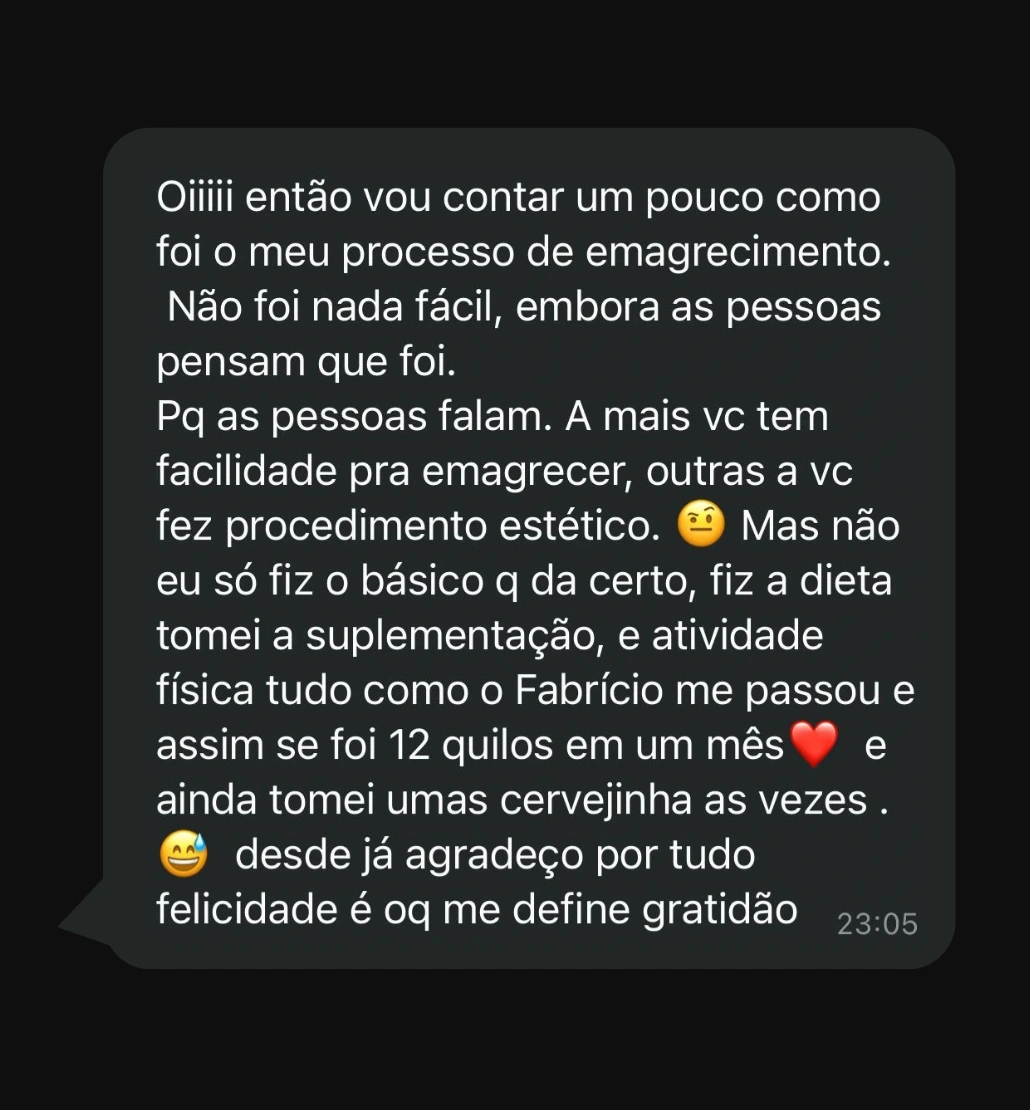 Oiiiii então vou contar um pouco como
foi o meu processo de emagrecimento.
Não foi nada fácil, embora as pessoas
pensam que foi.
Pq as pessoas falam. A mais vc tem
facilidade pra emagrecer, outras a vc
fez procedimento estético. 🤨 Mas não
eu só fiz o básico q da certo, fiz a dieta
tomei a suplementação, e atividade
física tudo como o Fabrício me passou e
assim se foi 12 quilos em um mês❤️ e
ainda tomei umas cervejinha as vezes .
😅 desde já agradeço por tudo
felicidade é oq me define gratidão
23:05